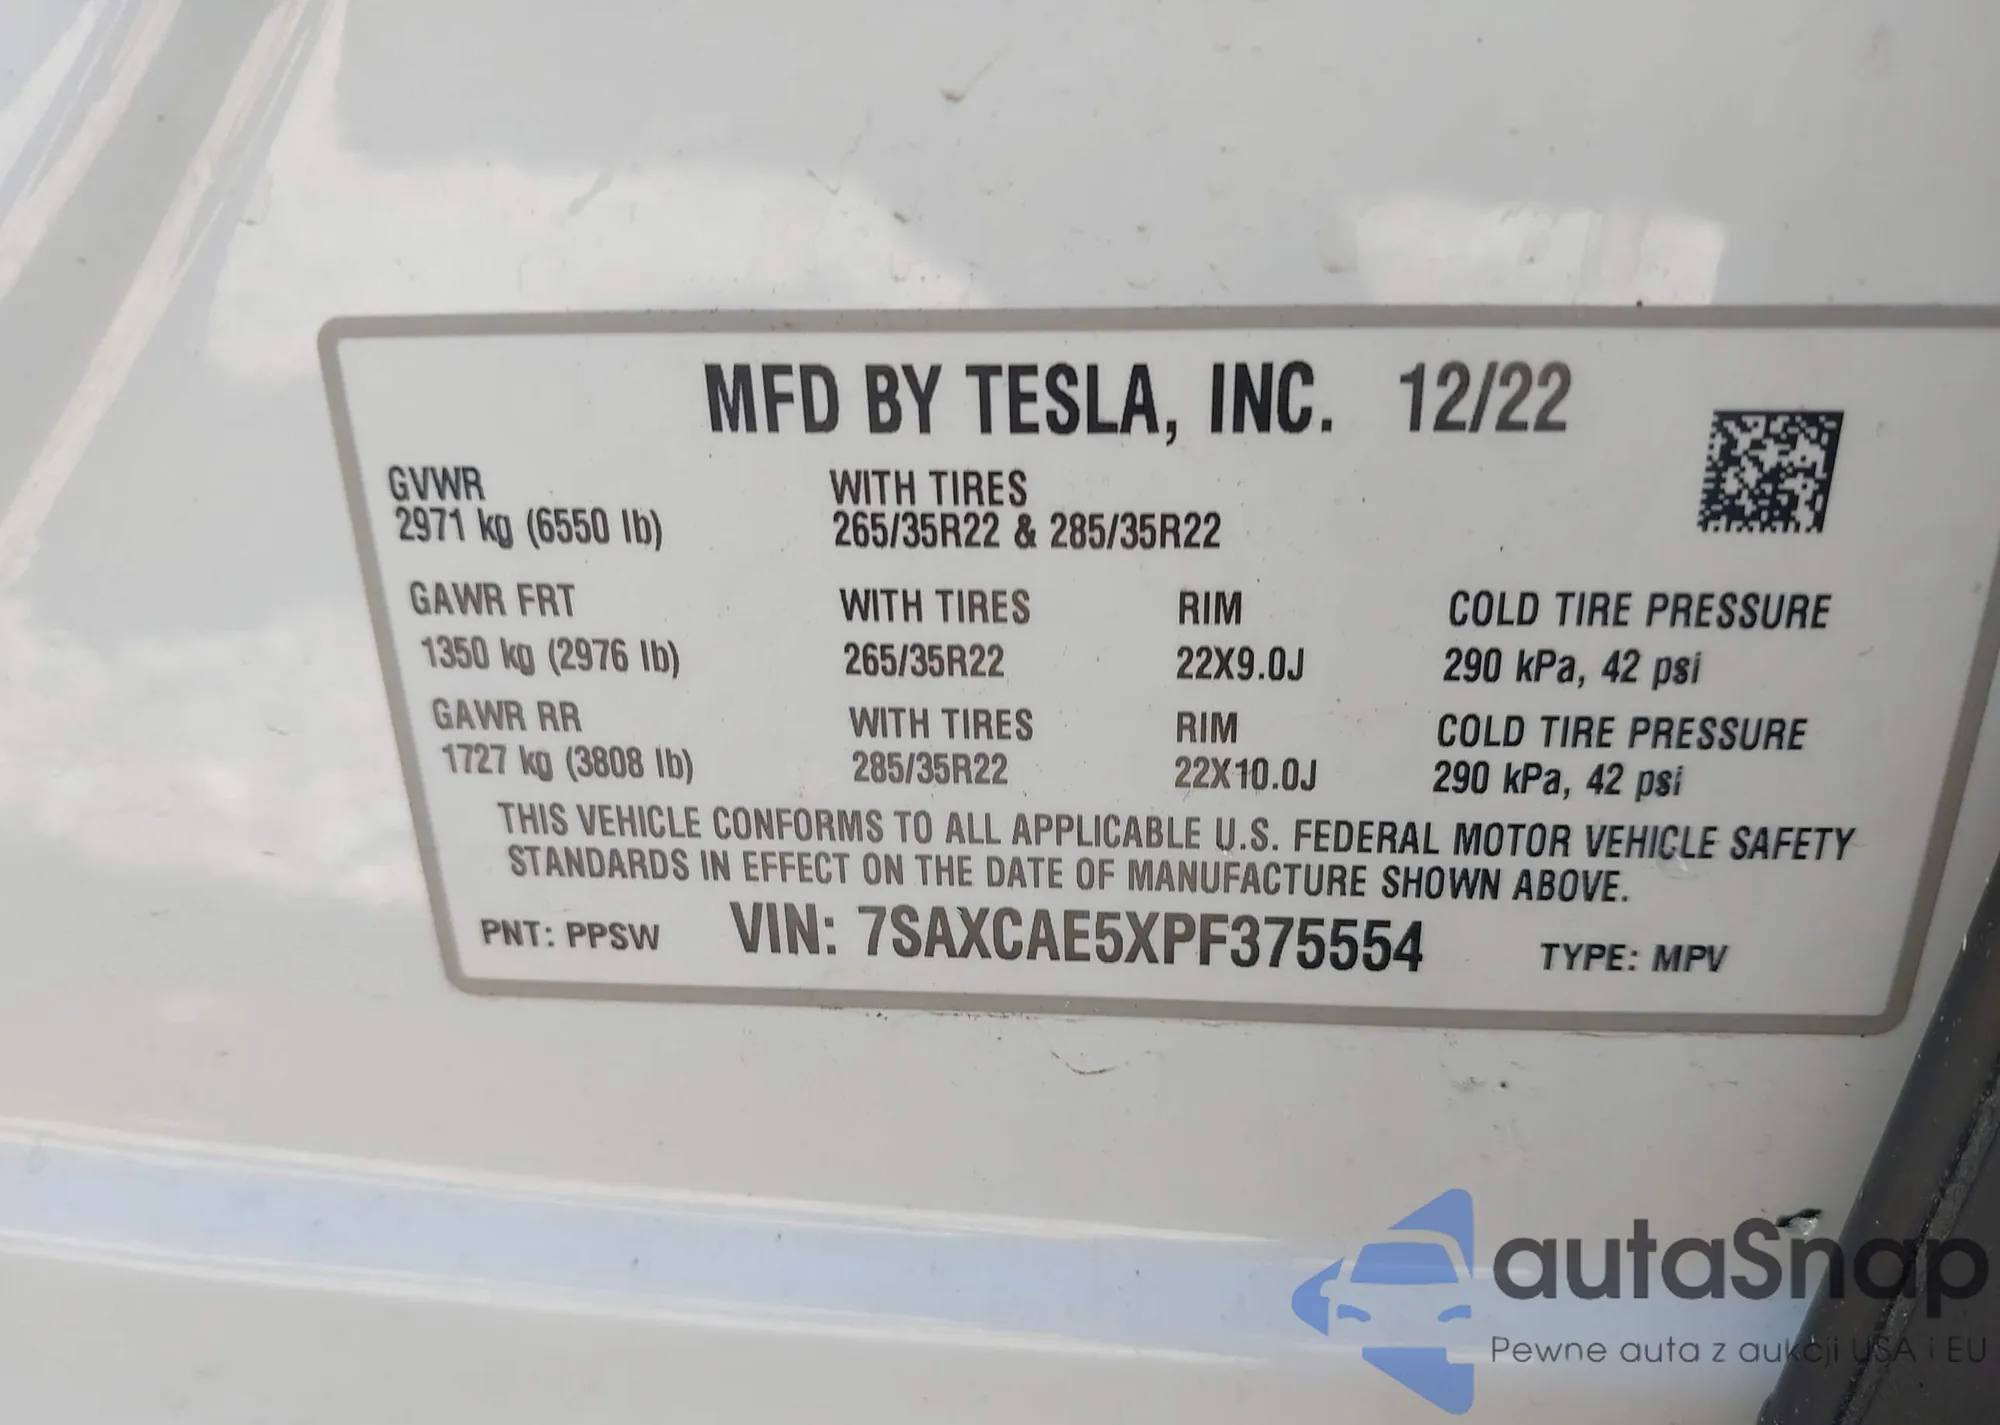 MFD BY TESLA, INC. 12/22
GVWR WITH TIRES
2971 kg (6550 lb) 265/35R22 & 285/35R22
GAWR FRT WITH TIRES RIM COLD TIRE PRESSURE
1350 kg (2976 lb) 265/35R22 22X9.0J 290 kPa, 42 psi
GAWR RR WITH TIRES RIM COLD TIRE PRESSURE
1727 kg (3808 lb) 285/35R22 22X10.0J 290 kPa, 42 psi
THIS VEHICLE CONFORMS TO ALL APPLICABLE U.S. FEDERAL MOTOR VEHICLE SAFETY
STANDARDS IN EFFECT ON THE DATE OF MANUFACTURE SHOWN ABOVE.
PNT: PPSW VIN: 7SAXCAE5XPF375554 TYPE: MPV
autaSnap
Pewne auta z aukcji USA i EU